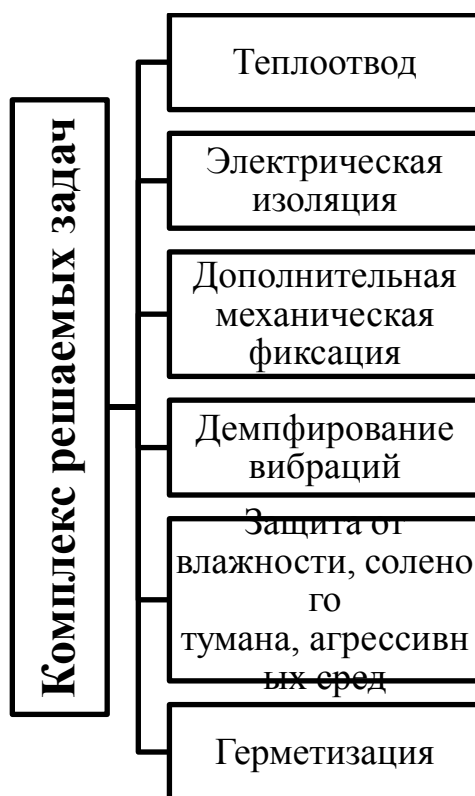 Комплекс решаемых задач
Теплоотвод
Электрическая
изоляция
Дополнительная
механическая
фиксация
Демпфирование
вибраций
Защита от
влажности, солено
го
тумана, агрессивн
ых сред
Герметизация